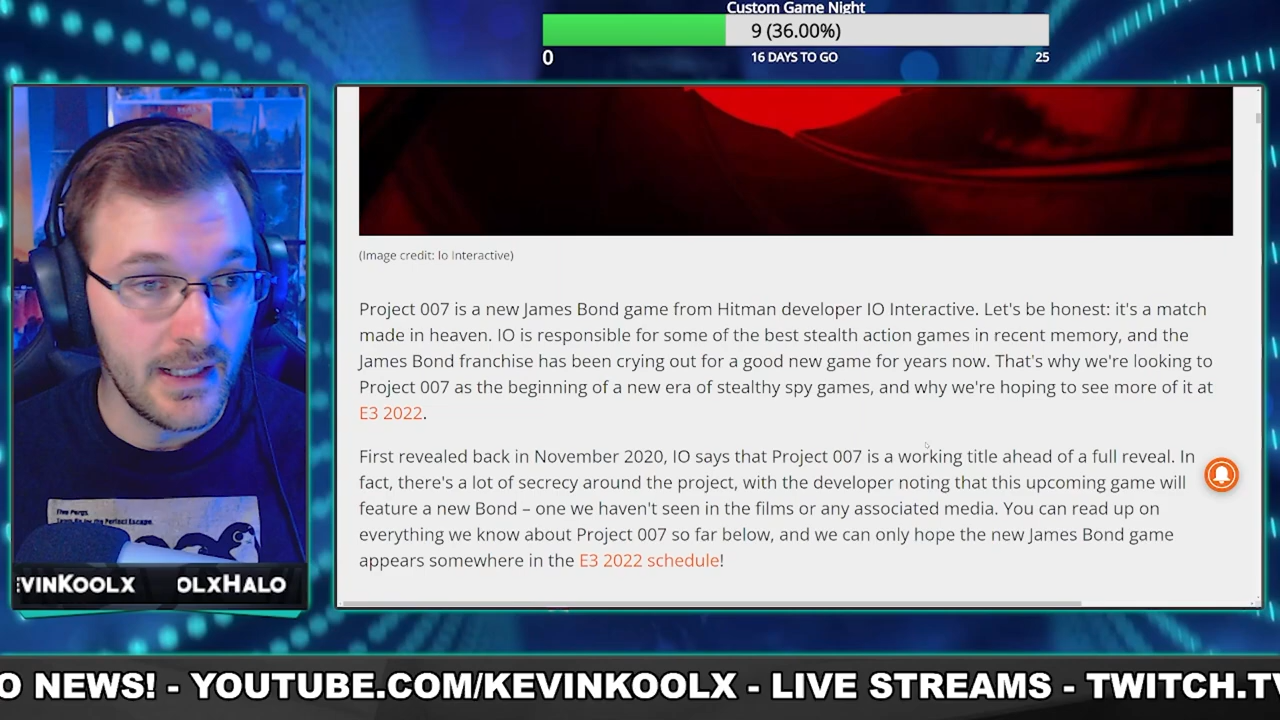 Custom Game Night
9 (36.00%)
0
16 DAYS TO GO
25
(Image credit: Io Interactive)
Project 007 is a new James Bond game from Hitman developer IO Interactive. Let's be honest: it's a match
made in heaven. IO is responsible for some of the best stealth action games in recent memory, and the
James Bond franchise has been crying out for a good new game for years now. That's why we're looking to
Project 007 as the beginning of a new era of stealthy spy games, and why we're hoping to see more of it at
E3 2022.
First revealed back in November 2020, IO says that Project 007 is a working title ahead of a full reveal. In
fact, there's a lot of secrecy around the project, with the developer noting that this upcoming game will
feature a new Bond – one we haven't seen in the films or any associated media. You can read up on
everything we know about Project 007 so far below, and we can only hope the new James Bond game
appears somewhere in the E3 2022 schedule!
EVINKOOLX OLXHALO
O NEWS! - YOUTUBE.COM/KEVINKOOLX - LIVE STREAMS - TWITCH.TV